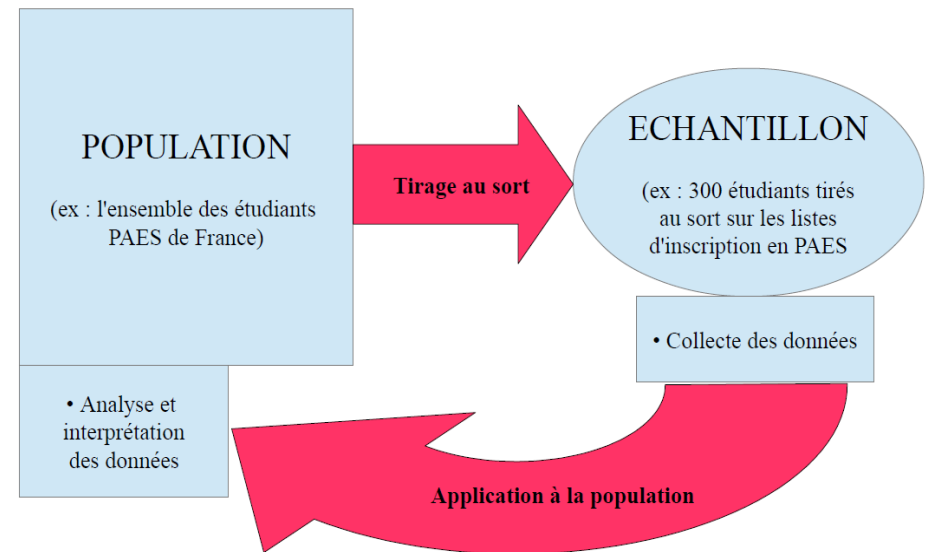 POPULATION
(ex : l'ensemble des étudiants
PAES de France)
Tirage au sort
ECHANTILLON
(ex : 300 étudiants tirés
au sort sur les listes
d'inscription en PAES
• Collecte des données
• Analyse et
interprétation
des données
Application à la population